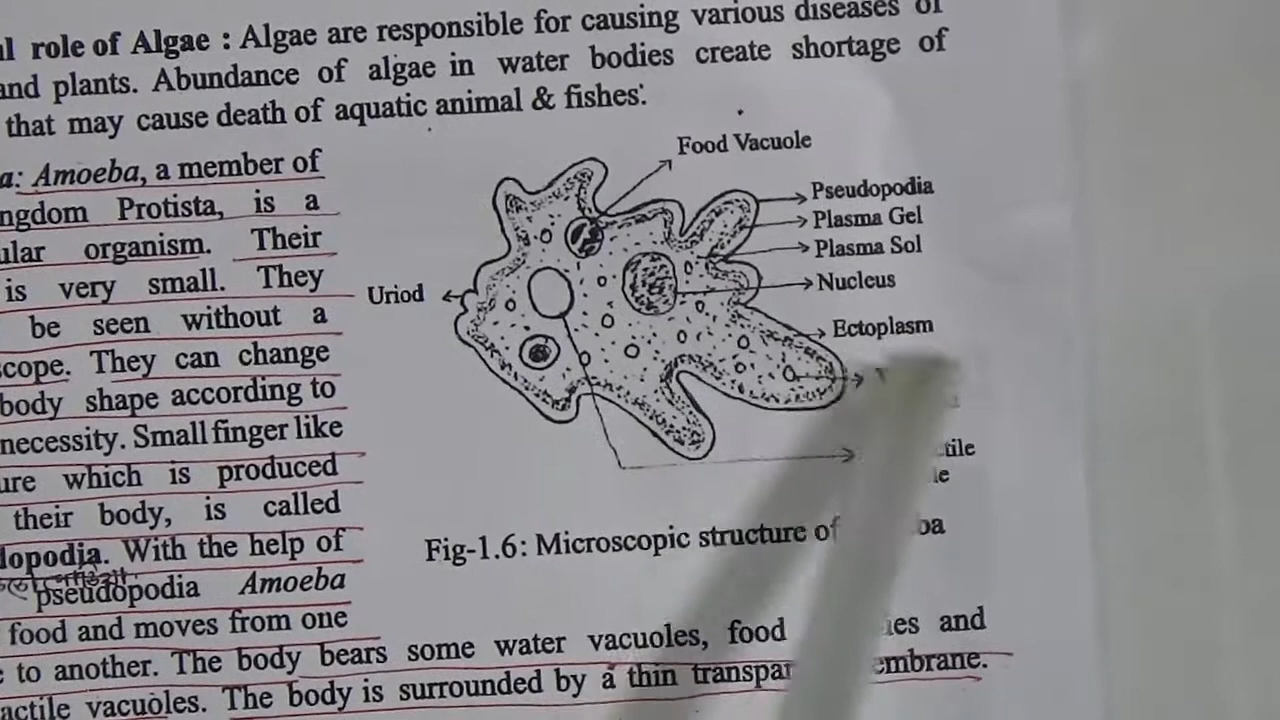 l role of Algae : Algae are responsible for causing various diseases of
and plants. Abundance of algae in water bodies create shortage of
that may cause death of aquatic animal & fishes.
a: Amoeba, a member of
ngdom Protista, is a
ular organism. Their
is very small. They
be seen without a
scope. They can change
body shape according to
necessity. Small finger like
ure which is produced
their body, is called
dopodia. With the help of
pseudopodia Amoeba
food and moves from one
Food Vacuole
Pseudopodia
Plasma Gel
Plasma Sol
Nucleus
Uriod
Ectoplasm
tile
le
Fig-1.6: Microscopic structure of ba
to another. The body bears some water vacuoles, food ies and
actile vacuoles. The body is surrounded by a thin transpar embrane.